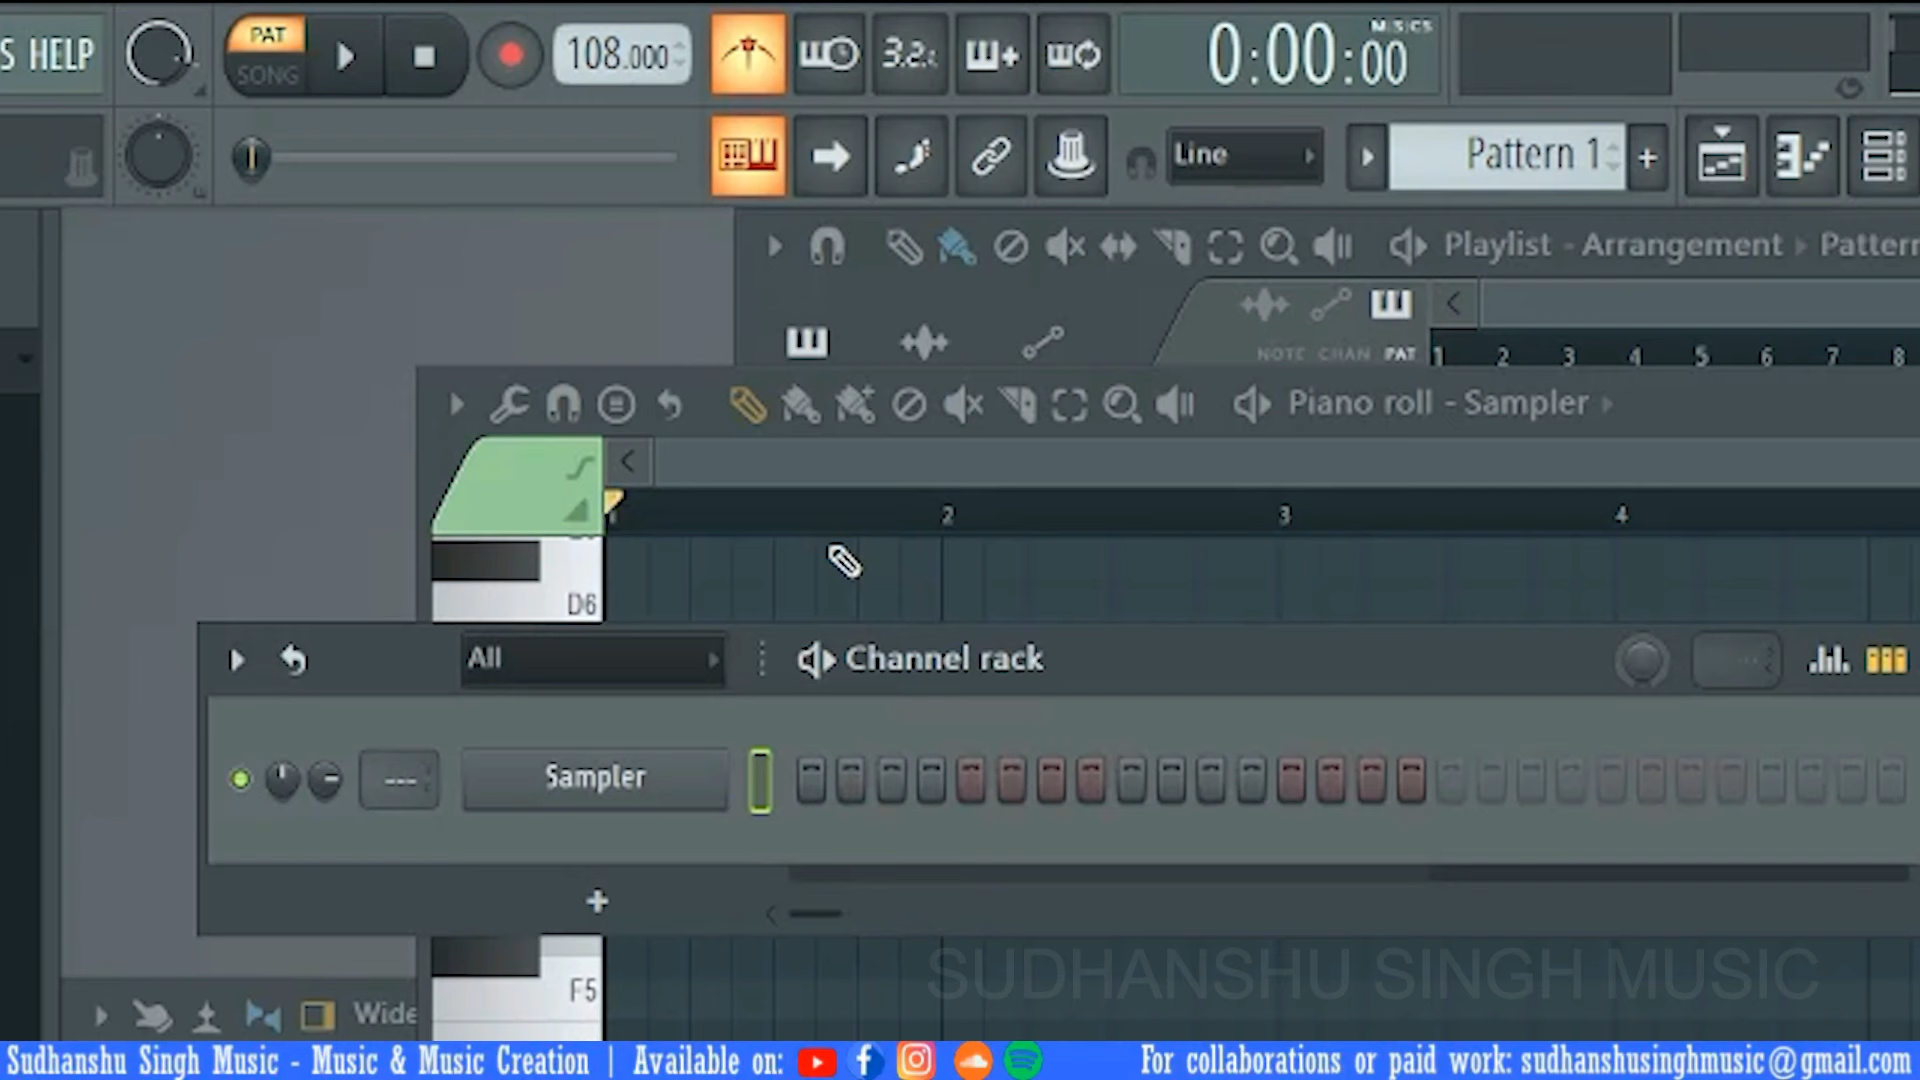 S HELP
PAT
SONG
108.000
3.2.
M:S:CS
0:00:00
Line
Pattern 1
+
Playlist - Arrangement
Pattern
NOTE CHAN PAT
1 2 3 4 5 6 7 8
Piano roll - Sampler
1 2 3 4
D6
All
Channel rack
---
Sampler
+
F5
SUDHANSHU SINGH MUSIC
Wide
Sudhanshu Singh Music - Music & Music Creation | Available on:
For collaborations or paid work: sudhanshusinghmusic@gmail.com